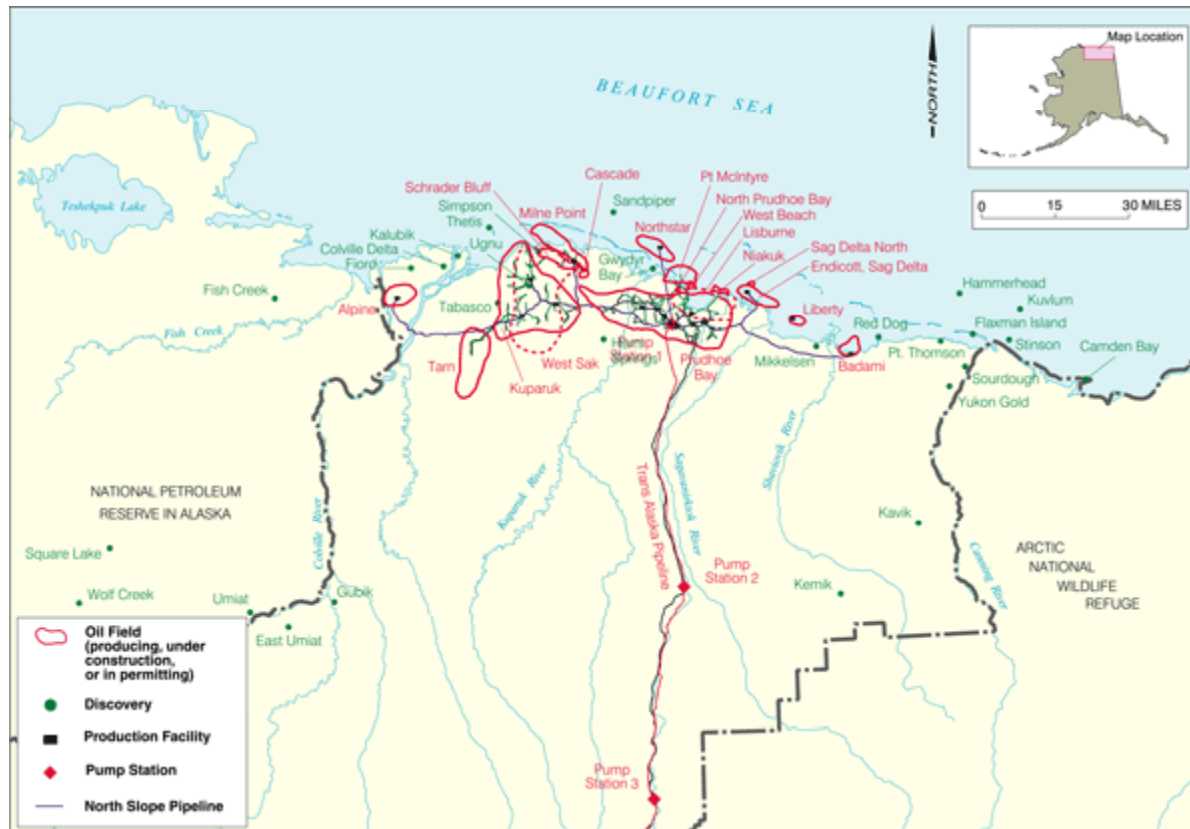 BEAUFORT SEA
NORTH
Map Location
0 15 30 MILES
Teshekpuk Lake
Schrader Bluff
Cascade
Pt McIntyre
North Prudhoe Bay
West Beach
Lisburne
Niakuk
Sag Delta North
Endicott, Sag Delta
Simpson
Thetis
Milne Point
Sandpiper
Northstar
Kalubik
Ugnu
Colville Delta
Fiord
Gwydyr
Bay
Hammerhead
Kuvlum
Fish Creek
Fish Creek
Alpine
Tabasco
Liberty
Red Dog
Flaxman Island
Stinson
Camden Bay
Tarn
Kuparuk
West Sak
Pump
Station 1
Springs
Prudhoe
Bay
Mikkelsen
Badami
Pt. Thomson
Sourdough
Yukon Gold
NATIONAL PETROLEUM
RESERVE IN ALASKA
Colville River
Kuparuk River
Trans Alaska Pipeline
Sagavanirktok River
Shaviovik River
Canning River
Kavik
ARCTIC
NATIONAL
WILDLIFE
REFUGE
Square Lake
Wolf Creek
Umiat
Gubik
East Umiat
Pump
Station 2
Kemik
Pump
Station 3
Oil Field
(producing, under
construction,
or in permitting)
Discovery
Production Facility
Pump Station
North Slope Pipeline